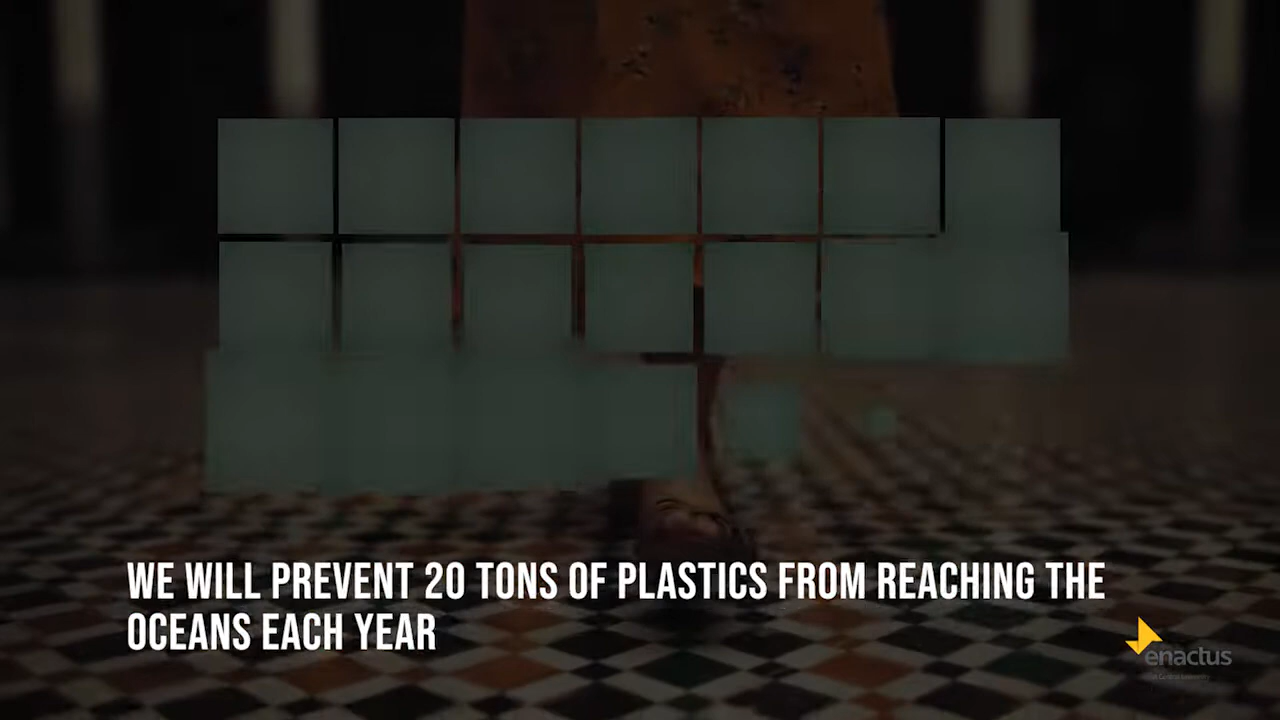 WE WILL PREVENT 20 TONS OF PLASTICS FROM REACHING THE
OCEANS EACH YEAR
enactus